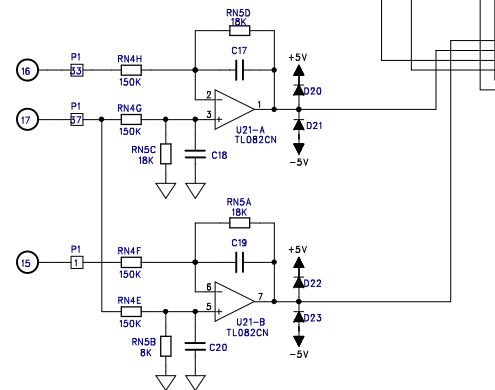 RN5D
18K
C17
16
P1
33
RN4H
150K
+5V
D20
2
3
1
17
P1
37
RN4G
150K
U21-A
TL082CN
D21
-5V
RN5C
18K
C18
RN5A
18K
C19
15
P1
1
RN4F
150K
+5V
D22
6
5
7
RN4E
150K
U21-B
TL082CN
D23
-5V
RN5B
8K
C20